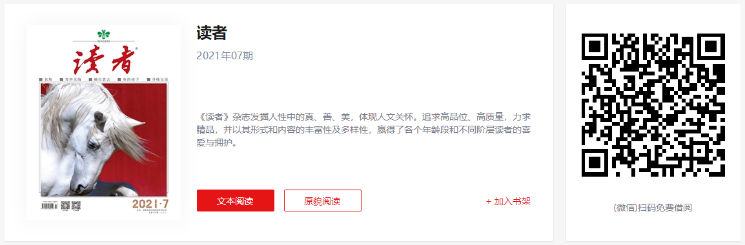 读者
读者
2021年07期
《读者》杂志发掘人性中的真、善、美，体现人文关怀。追求高品位、高质量，力求
精品，并以其形式和内容的丰富性及多样性，赢得了各个年龄段和不同阶层读者的喜
爱与拥护。
2021·7
文本阅读
原貌阅读
+ 加入书架
(微信)扫码免费借阅